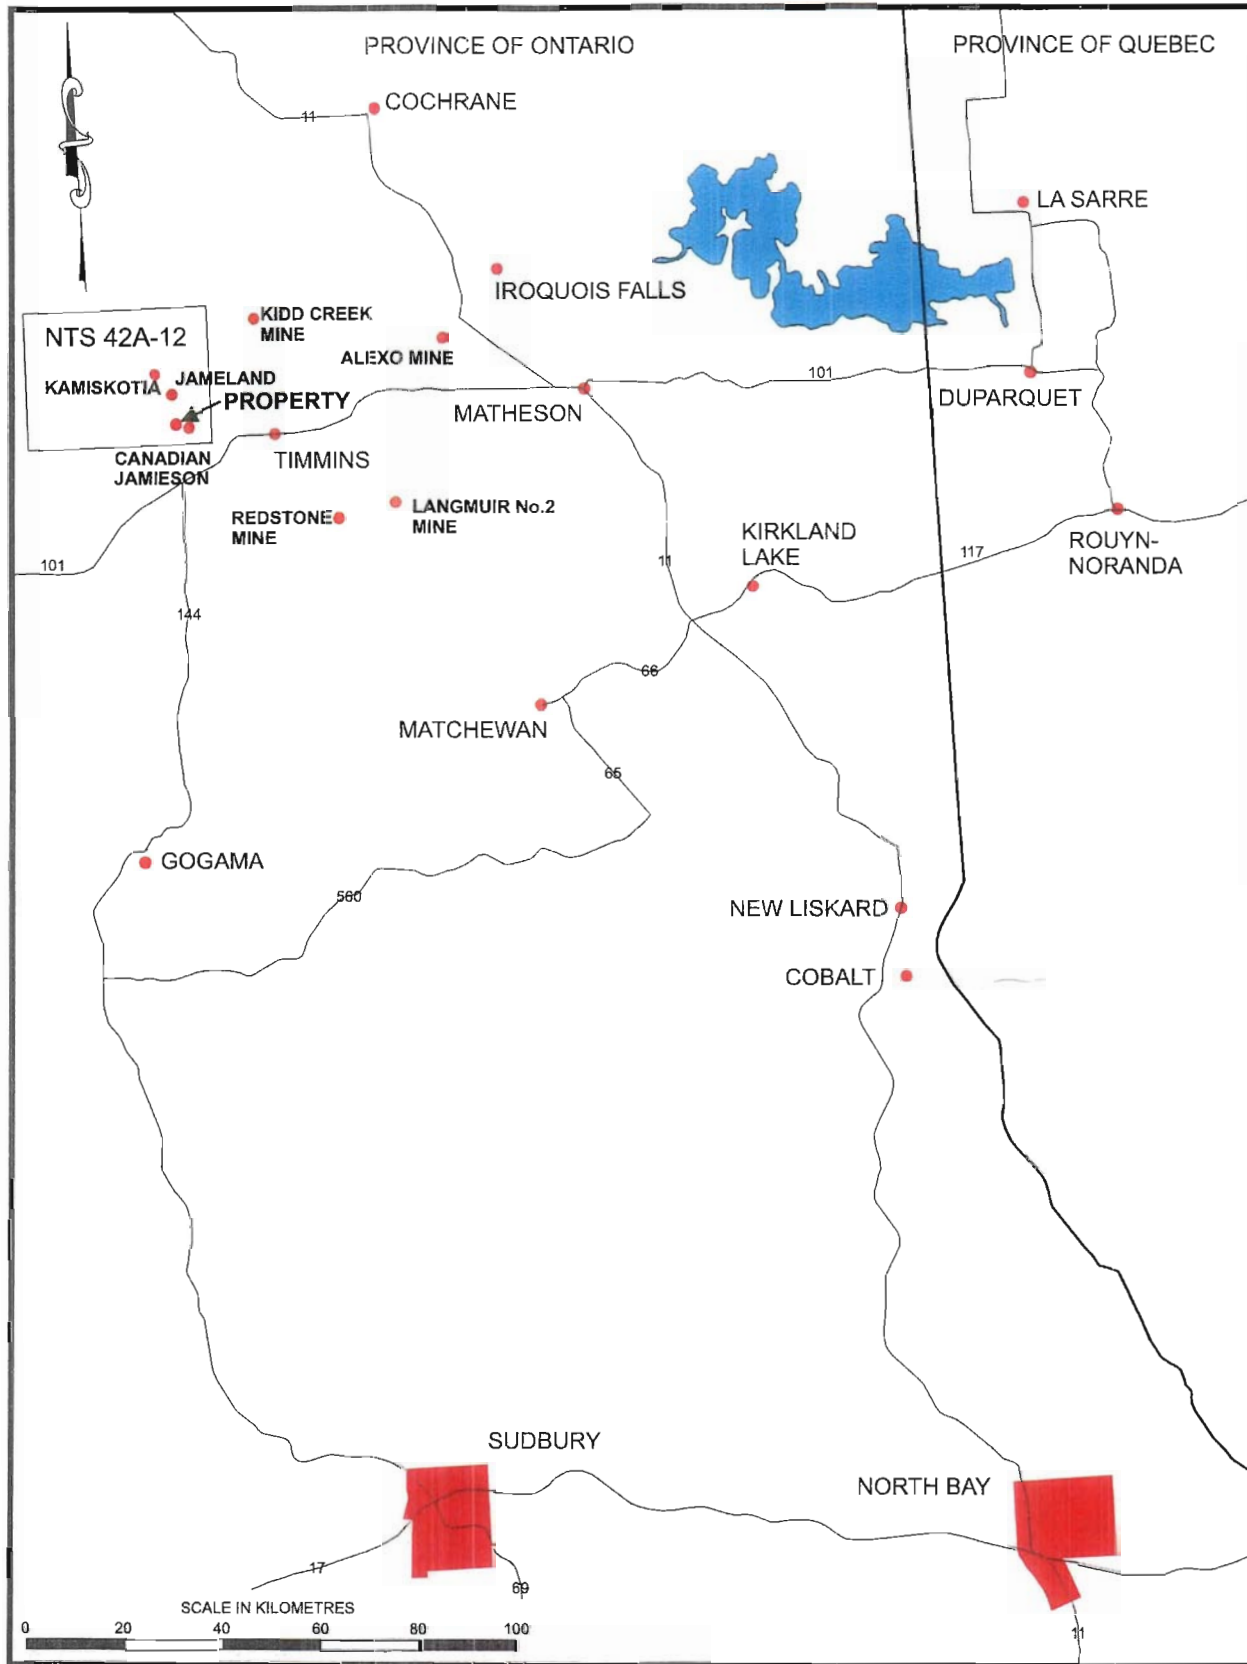 PROVINCE OF ONTARIO
PROVINCE OF QUEBEC
COCHRANE
11
LA SARRE
IROQUOIS FALLS
NTS 42A-12
KIDD CREEK
MINE
ALEXO MINE
KAMISKOTIA
JAMELAND
PROPERTY
101
MATHESON
DUPARQUET
CANADIAN
JAMIESON
TIMMINS
REDSTONE
MINE
LANGMUIR No.2
MINE
KIRKLAND
LAKE
117
ROUYN-
NORANDA
101
11
144
66
MATCHEWAN
65
GOGAMA
560
NEW LISKARD
COBALT
SUDBURY
NORTH BAY
17
69
11
SCALE IN KILOMETRES
0 20 40 60 80 100